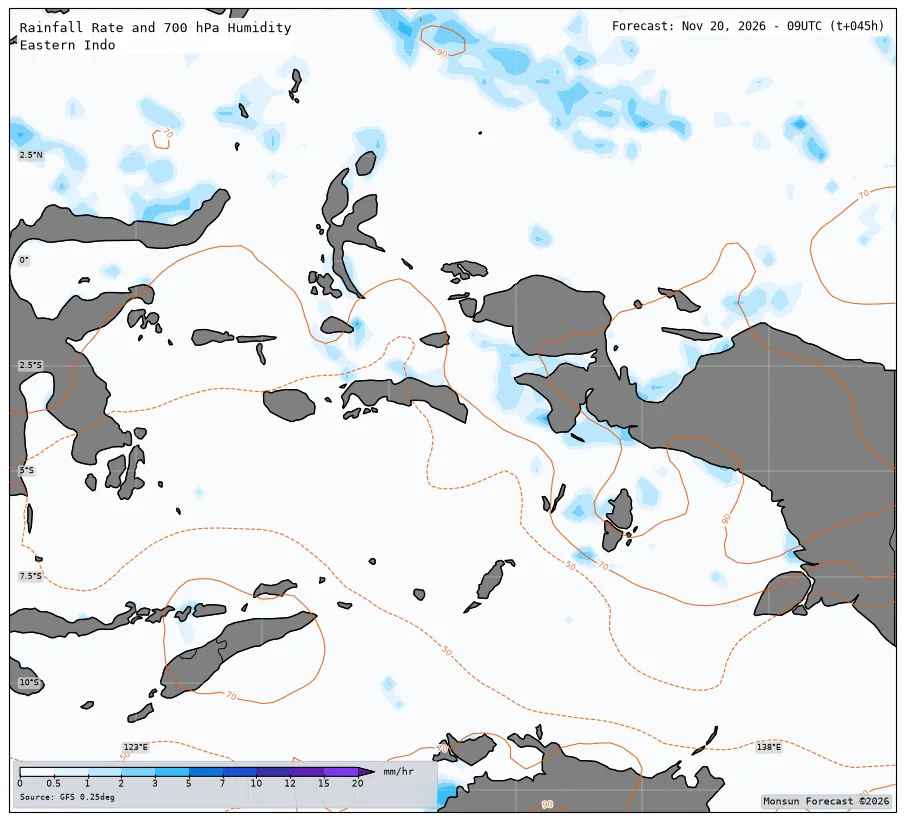 Rainfall Rate and 700 hPa Humidity
Eastern Indo
Forecast: Nov 20, 2026 - 09UTC (t+045h)
90
70
2.5°N
70
0°
2.5°S
5°S
90
50
70
7.5°S
50
10°S
70
123°E
50
70
138°E
mm/hr
0 0.5 1 2 3 5 7 10 12 15 20
Source: GFS 0.25deg
90
70
Monsun Forecast ©2026